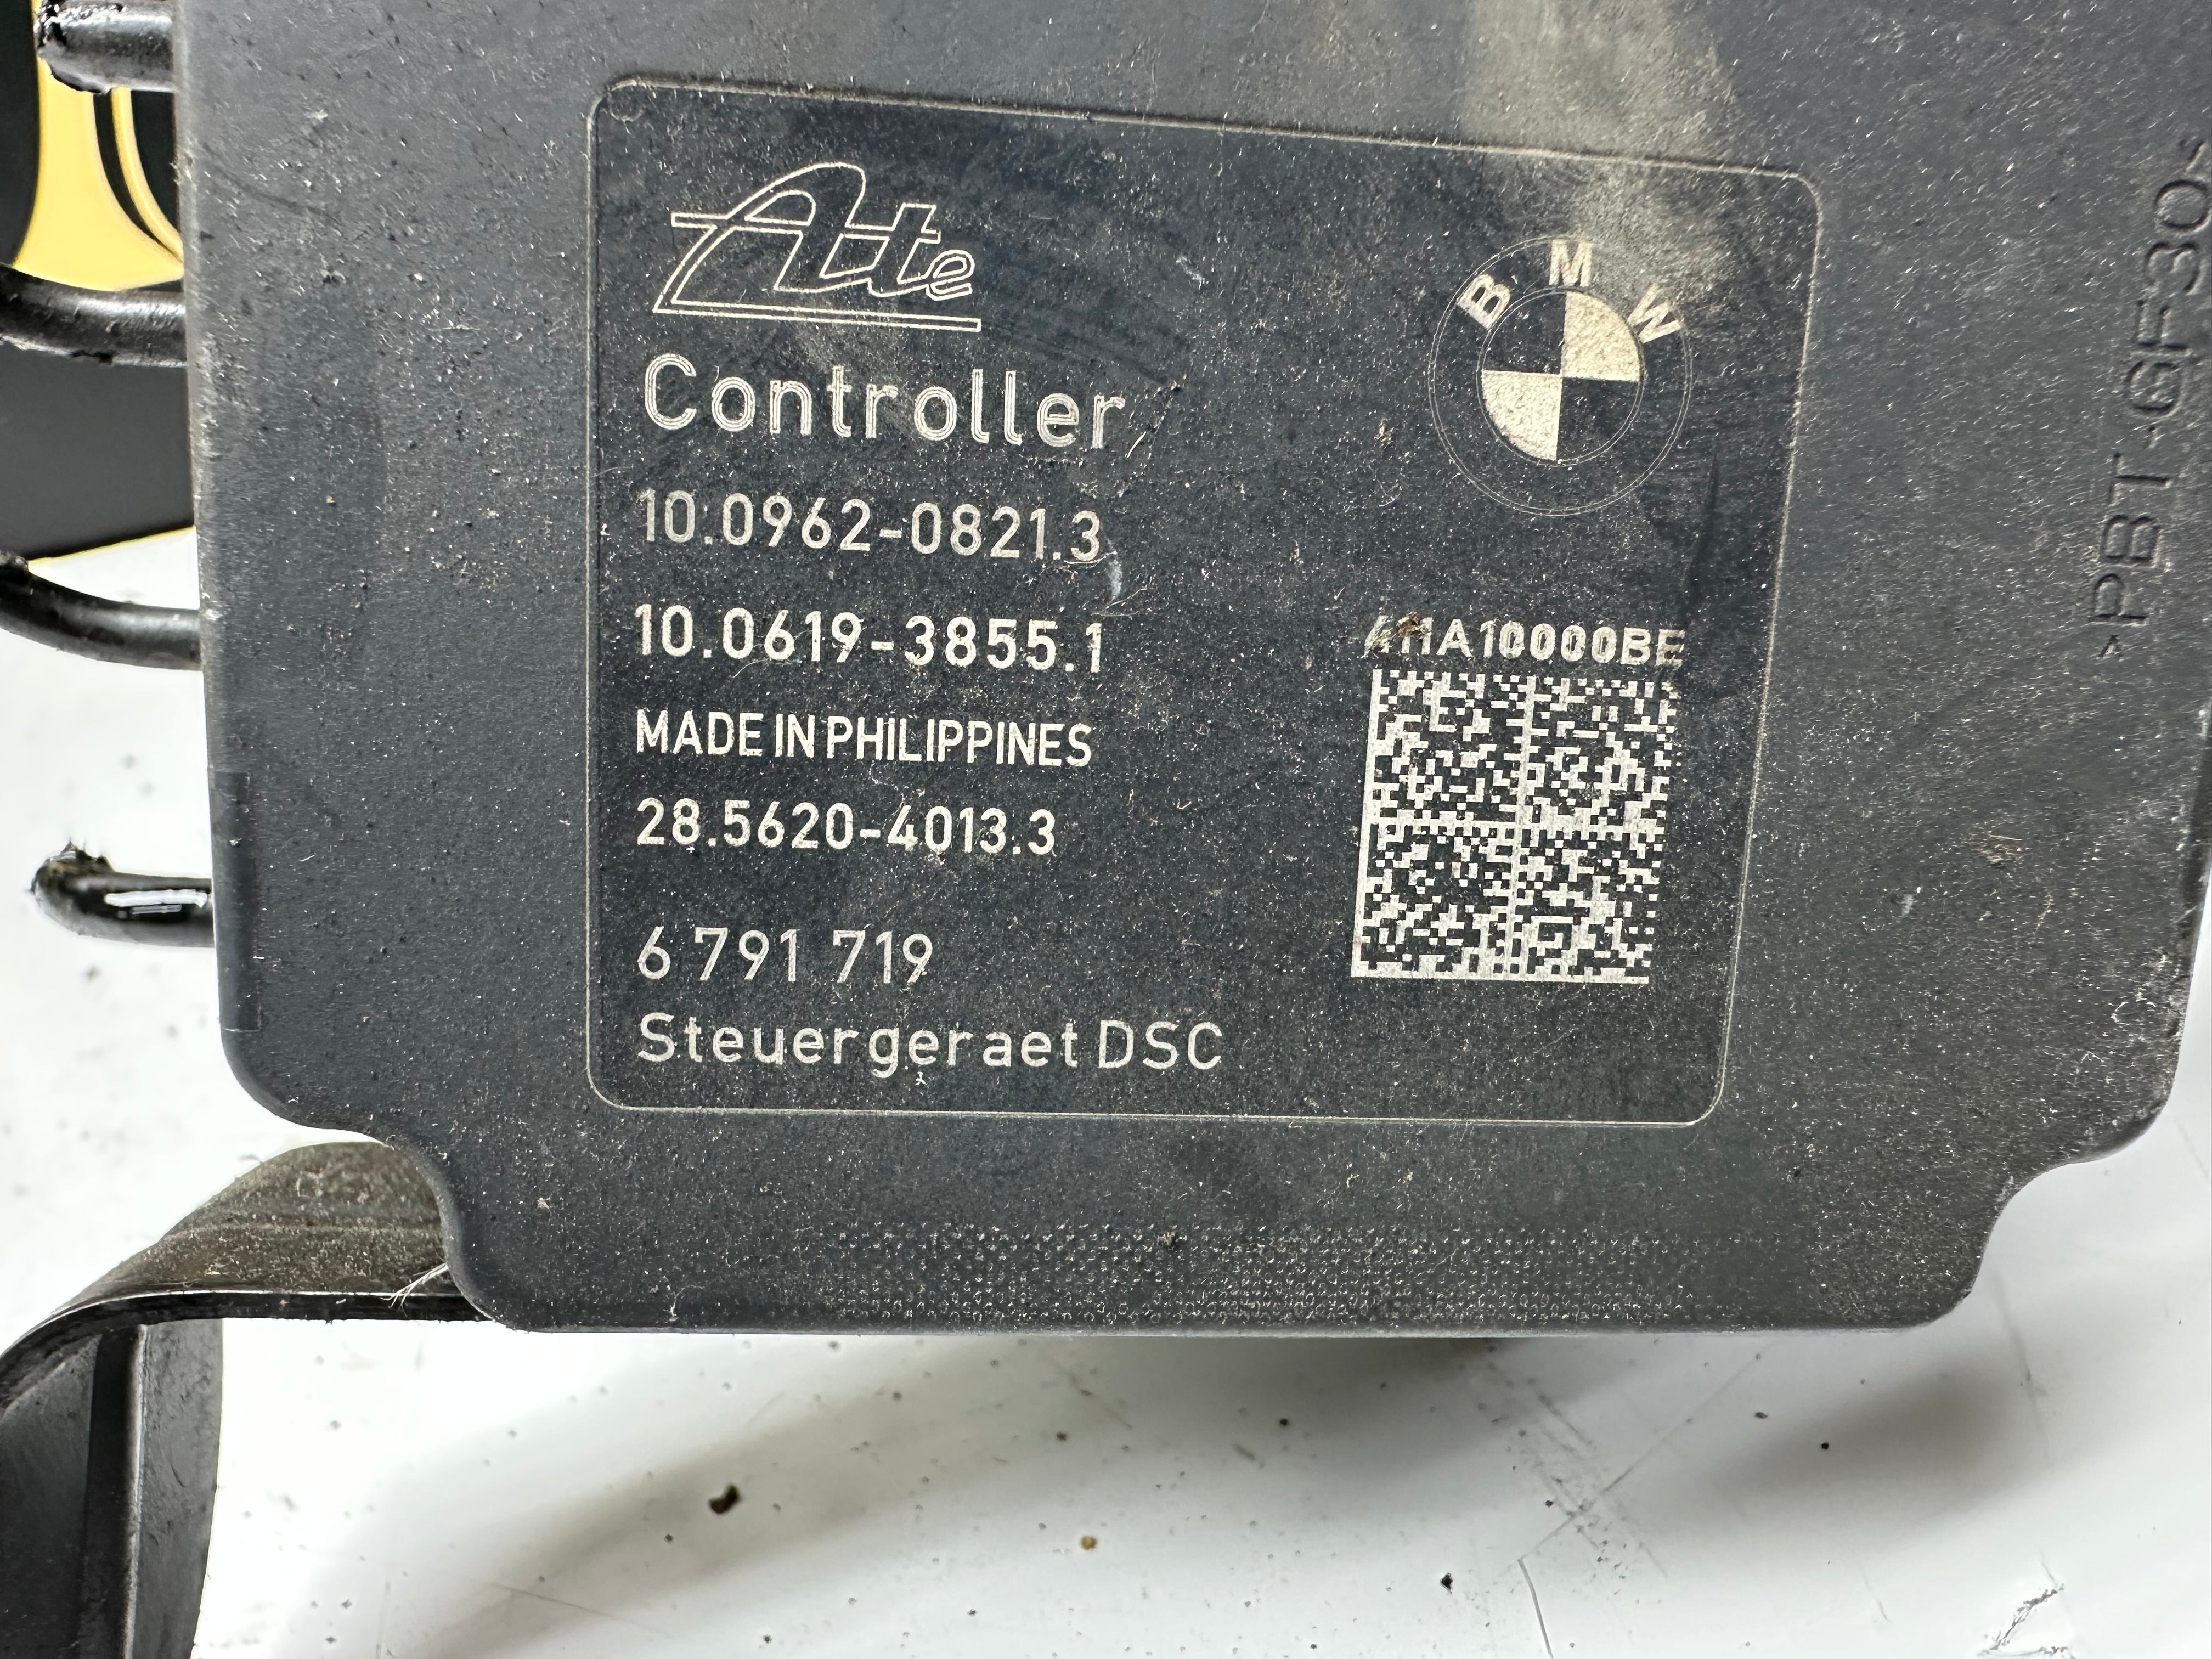 Ate
BMW
Controller
10.0962-0821.3
10.0619-3855.1
MADE IN PHILIPPINES
28.5620-4013.3
6 791 719
Steuergeraet DSC
>PBT-GF30<